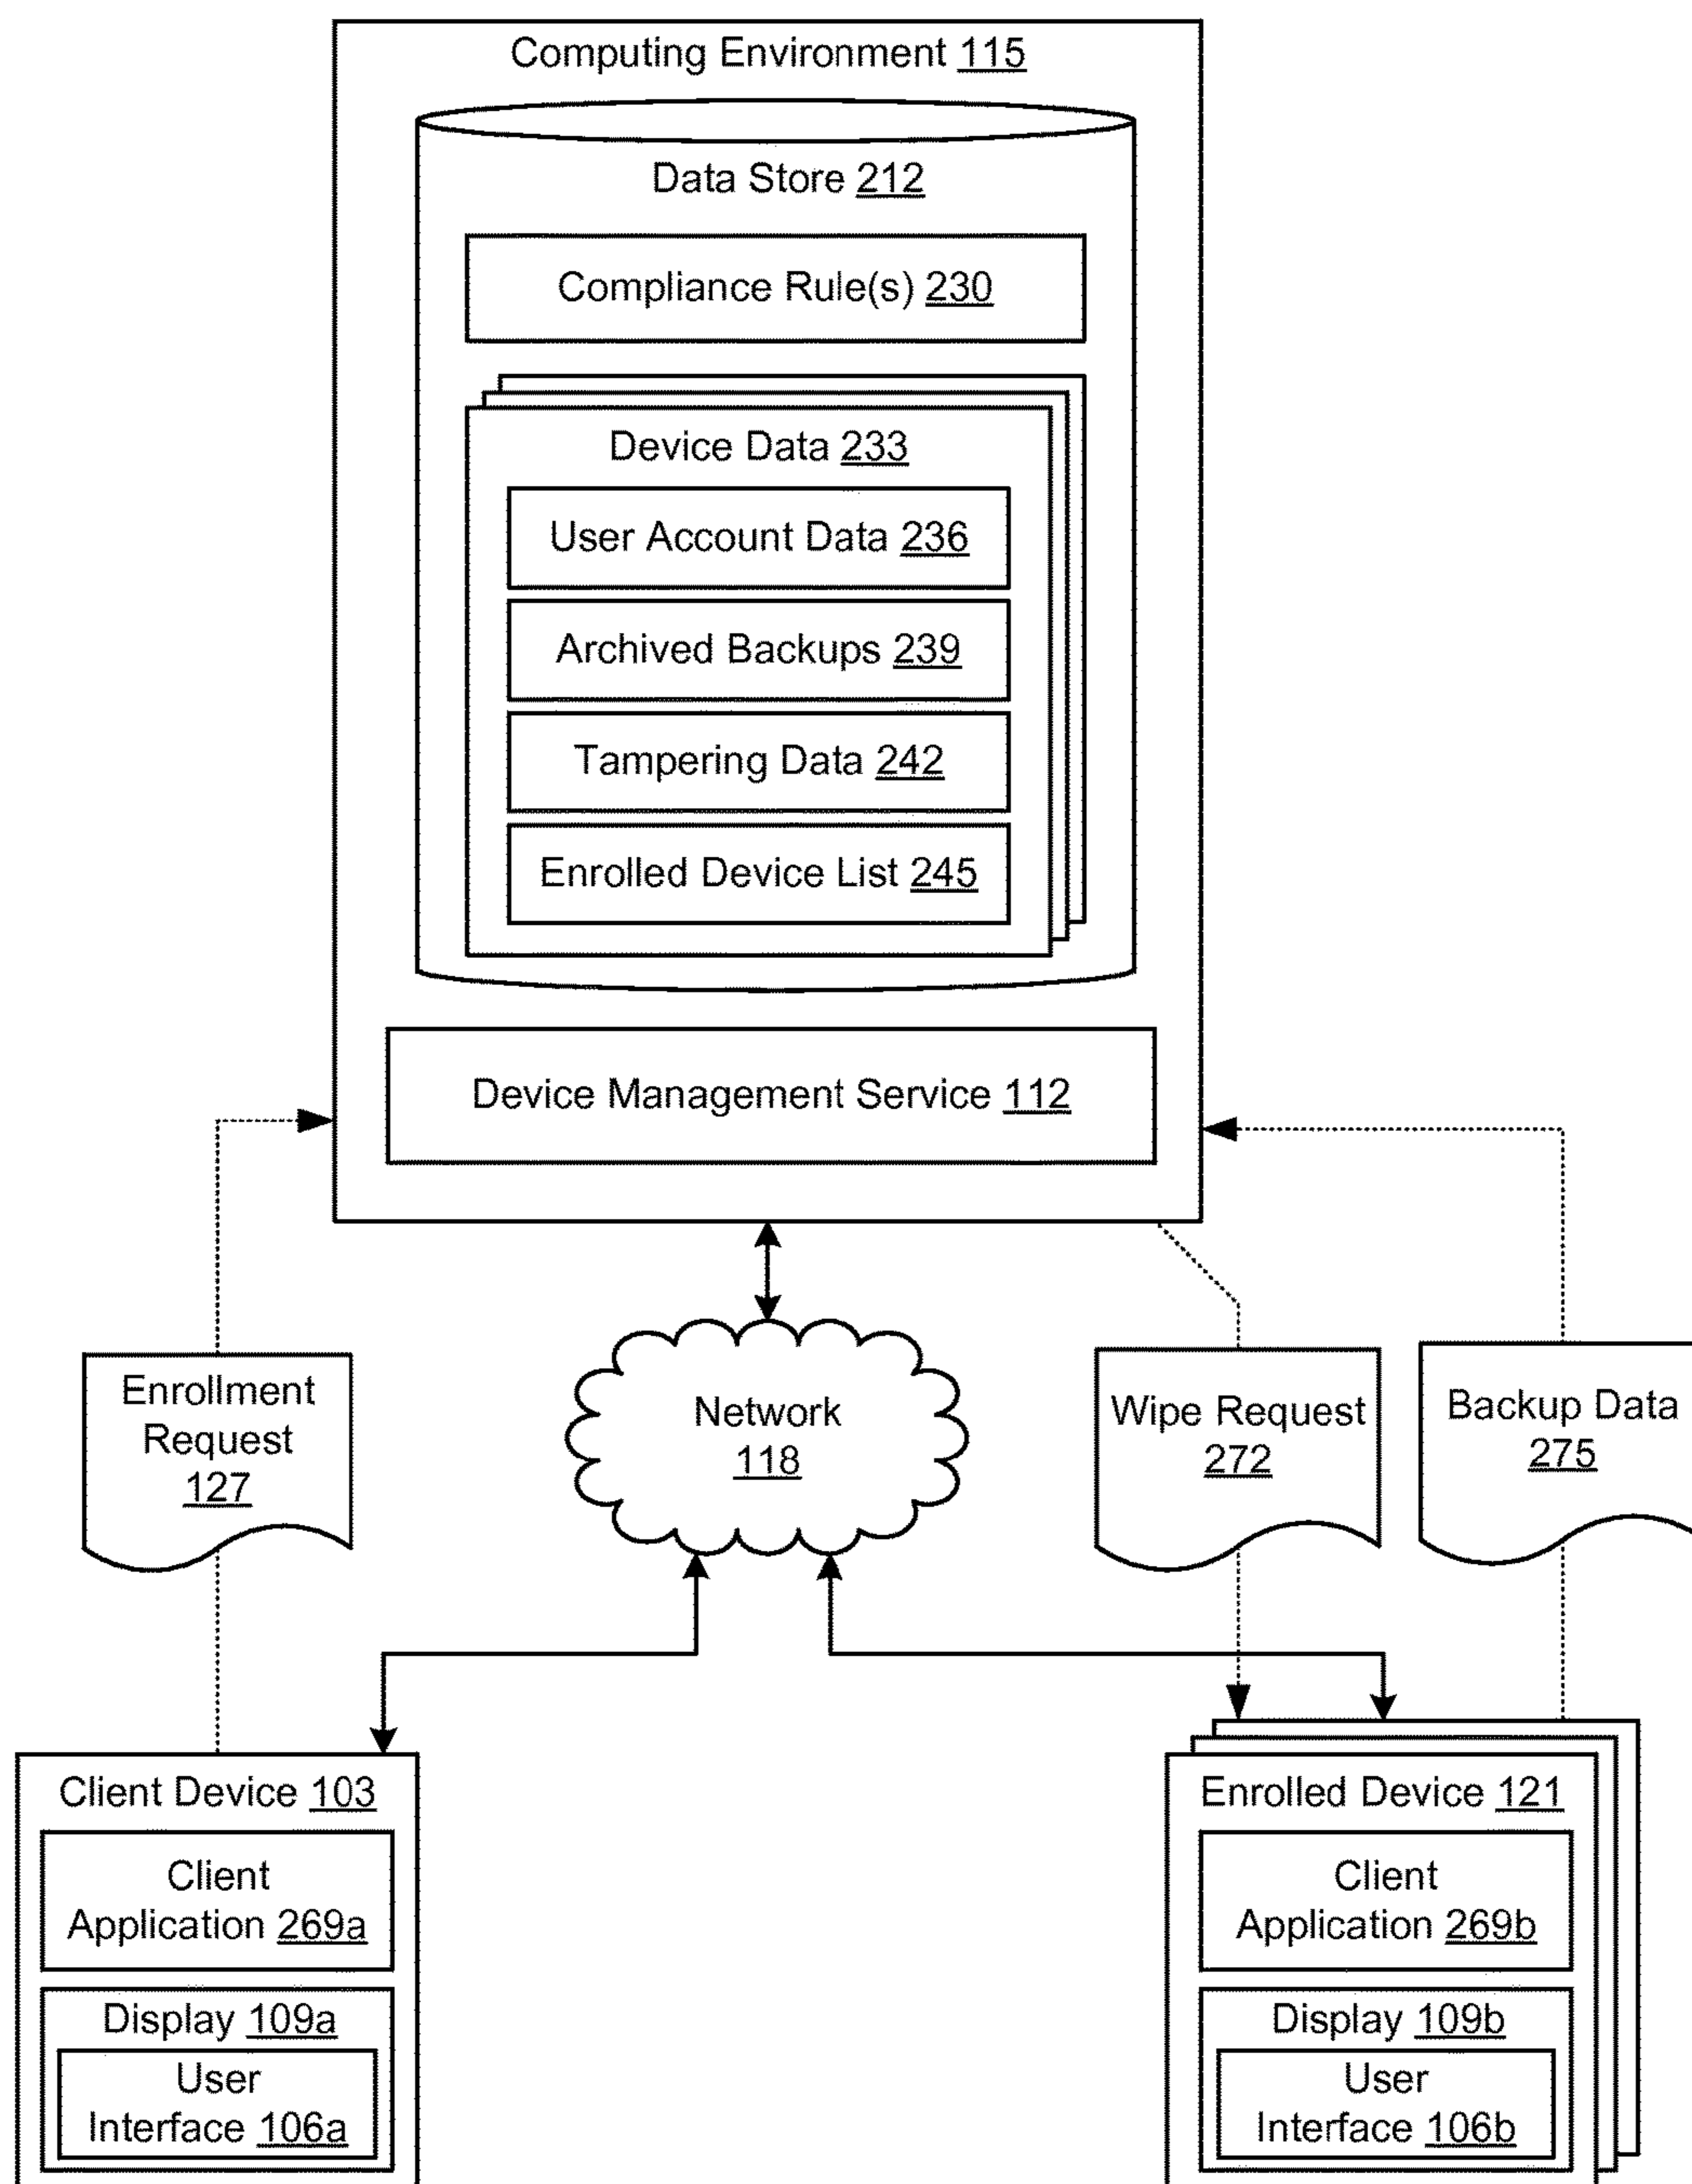 Computing Environment 115
Data Store 212
Compliance Rule(s) 230
Device Data 233
User Account Data 236
Archived Backups 239
Tampering Data 242
Enrolled Device List 245
Device Management Service 112
Enrollment
Request
127
Network
118
Wipe Request
272
Backup Data
275
Client Device 103
Client
Application 269a
Display 109a
User
Interface 106a
Enrolled Device 121
Client
Application 269b
Display 109b
User
Interface 106b